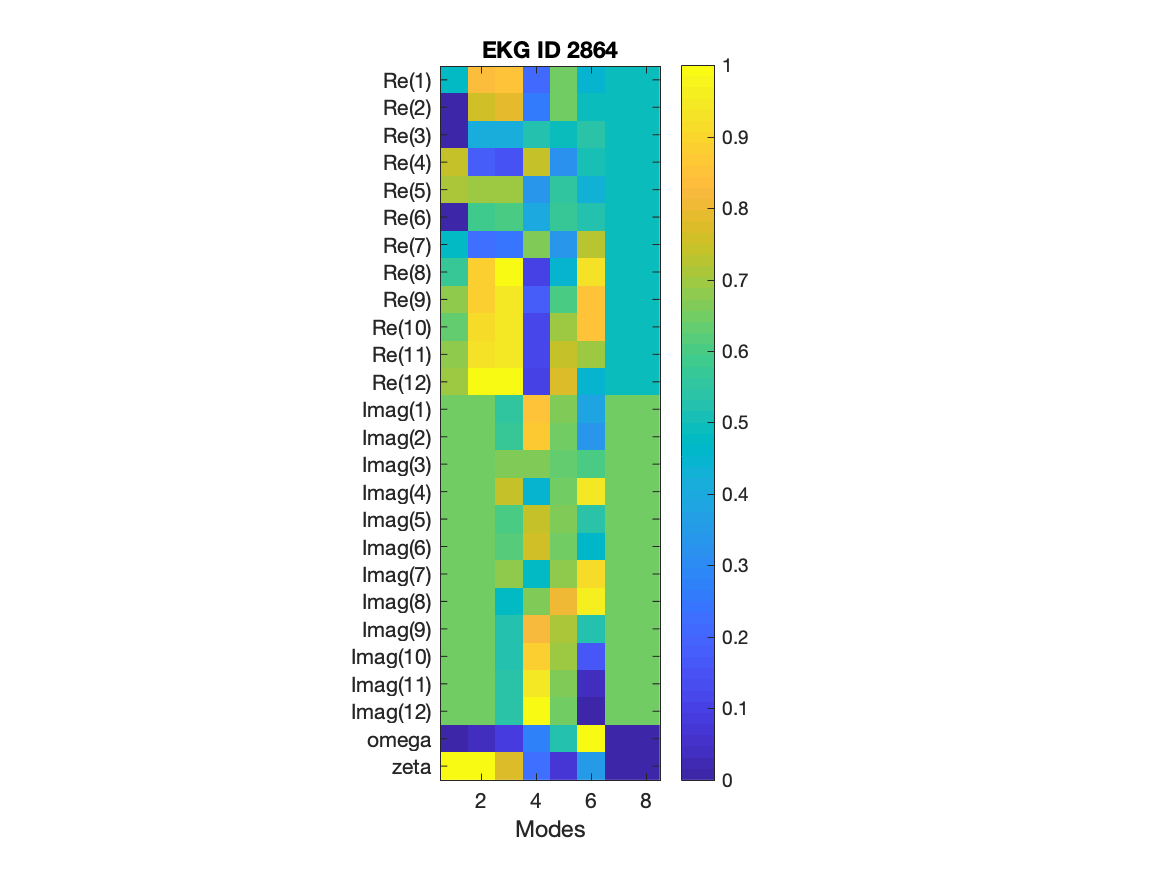 EKG ID 2864
Re(1)
Re(2)
Re(3)
Re(4)
Re(5)
Re(6)
Re(7)
Re(8)
Re(9)
Re(10)
Re(11)
Re(12)
Imag(1)
Imag(2)
Imag(3)
Imag(4)
Imag(5)
Imag(6)
Imag(7)
Imag(8)
Imag(9)
Imag(10)
Imag(11)
Imag(12)
omega
zeta
2 4 6 8
Modes
1
0.9
0.8
0.7
0.6
0.5
0.4
0.3
0.2
0.1
0